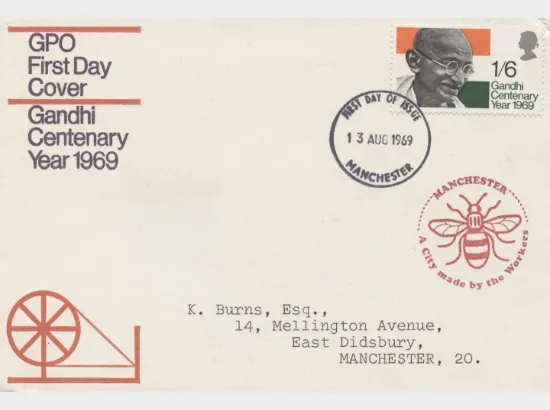 GPO
First Day
Cover
Gandhi
Centenary
Year 1969
1/6
Gandhi
Centenary
Year 1969
FIRST DAY OF ISSUE
13 AUG 1969
MANCHESTER
MANCHESTER
A City made by the Workers
K. Burns, Esq.,
14, Mellington Avenue,
East Didsbury,
MANCHESTER, 20.